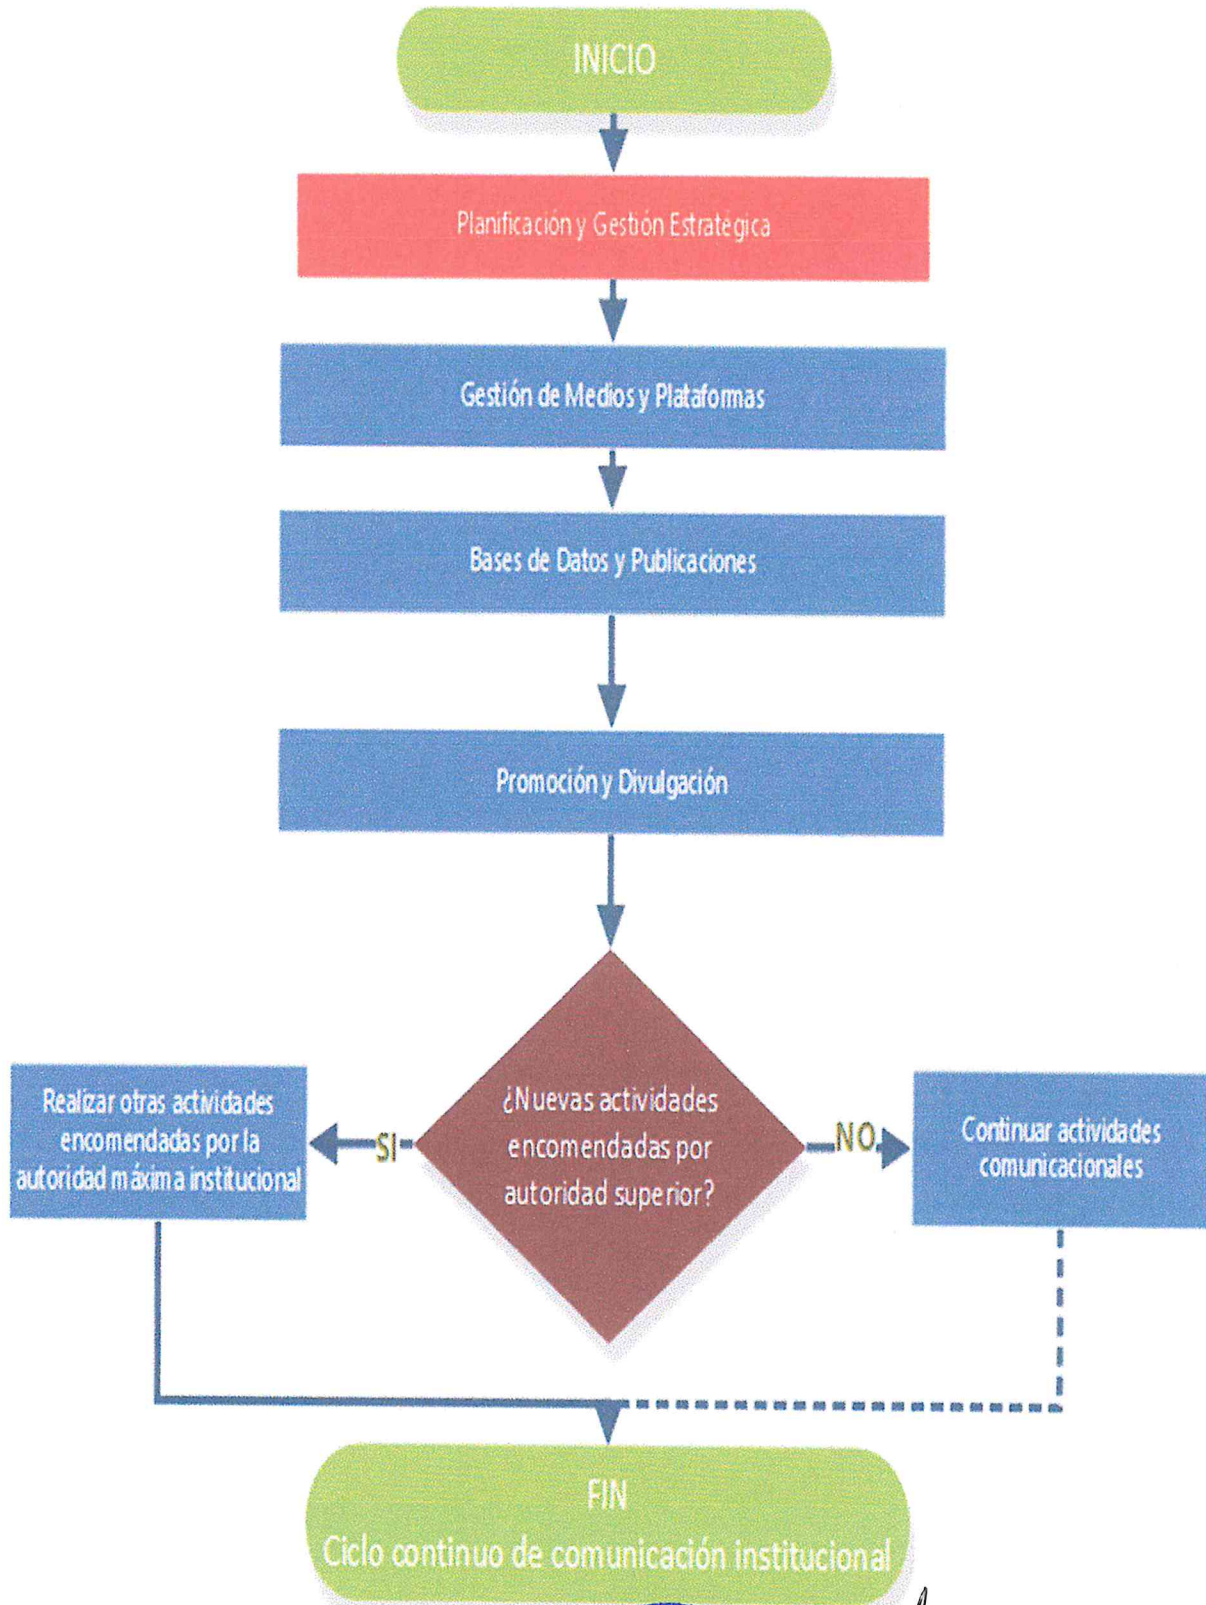 INICIO
Planificación y Gestión Estratégica
Gestión de Medios y Plataformas
Bases de Datos y Publicaciones
Promoción y Divulgación
¿Nuevas actividades
encomendadas por
autoridad superior?
SI
NO
Realizar otras actividades
encomendadas por la
autoridad máxima institucional
Continuar actividades
comunicacionales
FIN
Ciclo continuo de comunicación institucional